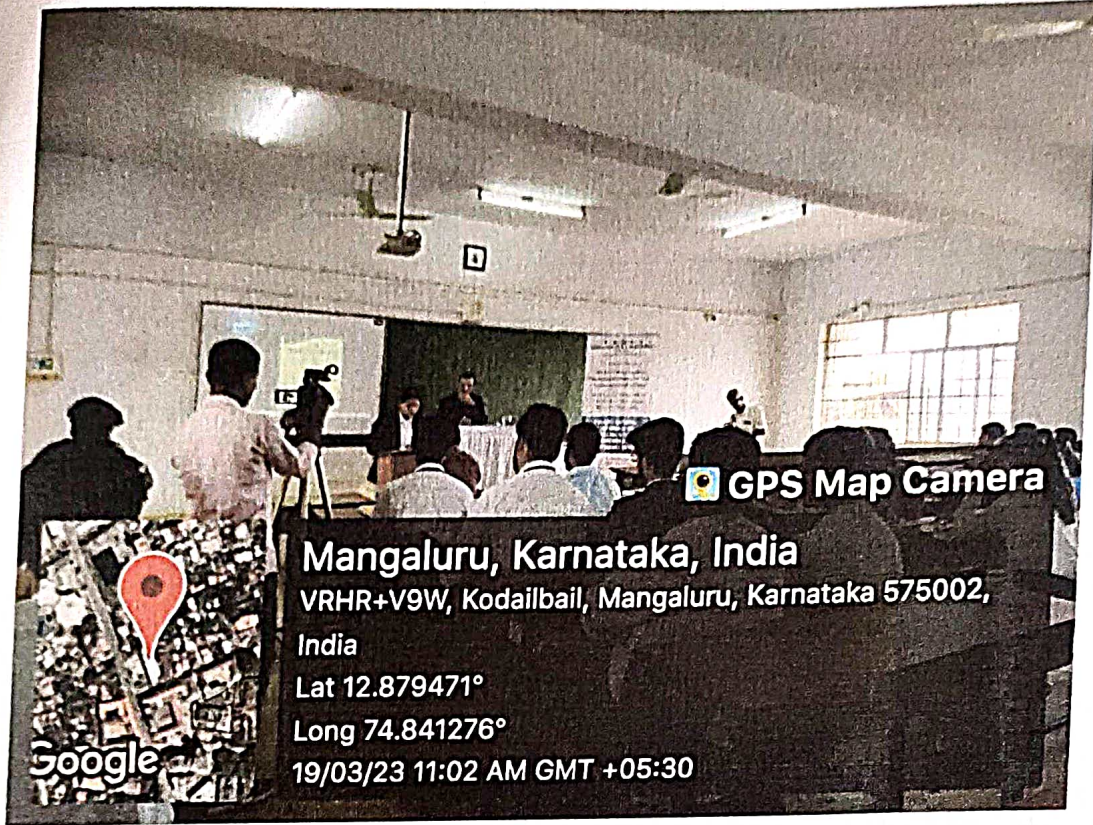 GPS Map Camera
Mangaluru, Karnataka, India
VRHR+V9W, Kodailbail, Mangaluru, Karnataka 575002,
India
Lat 12.879471°
Long 74.841276°
19/03/23 11:02 AM GMT +05:30
Google